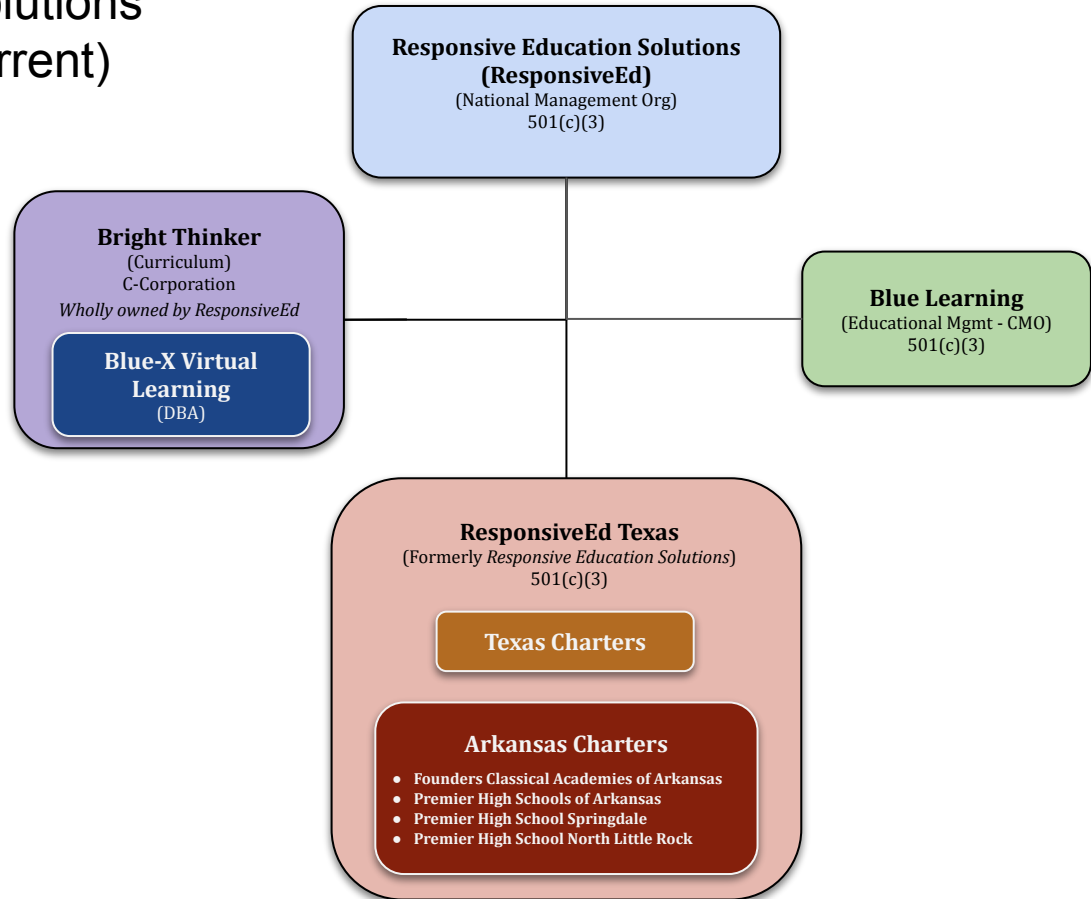 Responsive Education Solutions
(ResponsiveEd)
(National Management Org)
501(c)(3)
Bright Thinker
(Curriculum)
C-Corporation
Wholly owned by ResponsiveEd
Blue-X Virtual
Learning
(DBA)
Blue Learning
(Educational Mgmt - CMO)
501(c)(3)
ResponsiveEd Texas
(Formerly Responsive Education Solutions)
501(c)(3)
Texas Charters
Arkansas Charters
● Founders Classical Academies of Arkansas
● Premier High Schools of Arkansas
● Premier High School Springdale
● Premier High School North Little Rock